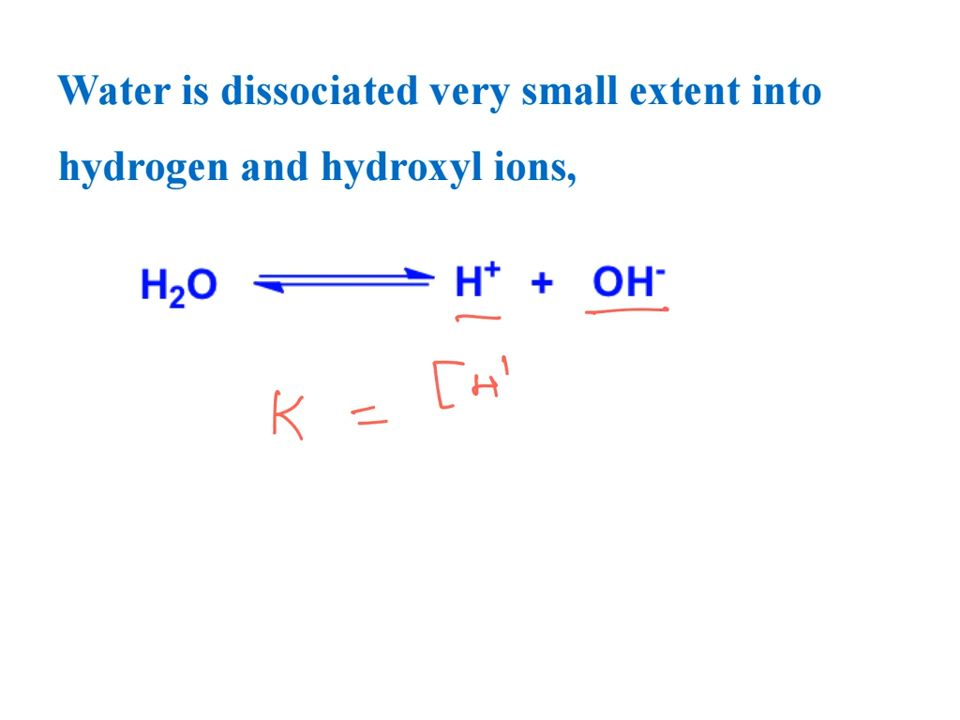 Water is dissociated very small extent into
hydrogen and hydroxyl ions,
H₂O ⇌ H⁺ + OH⁻
K = [H'